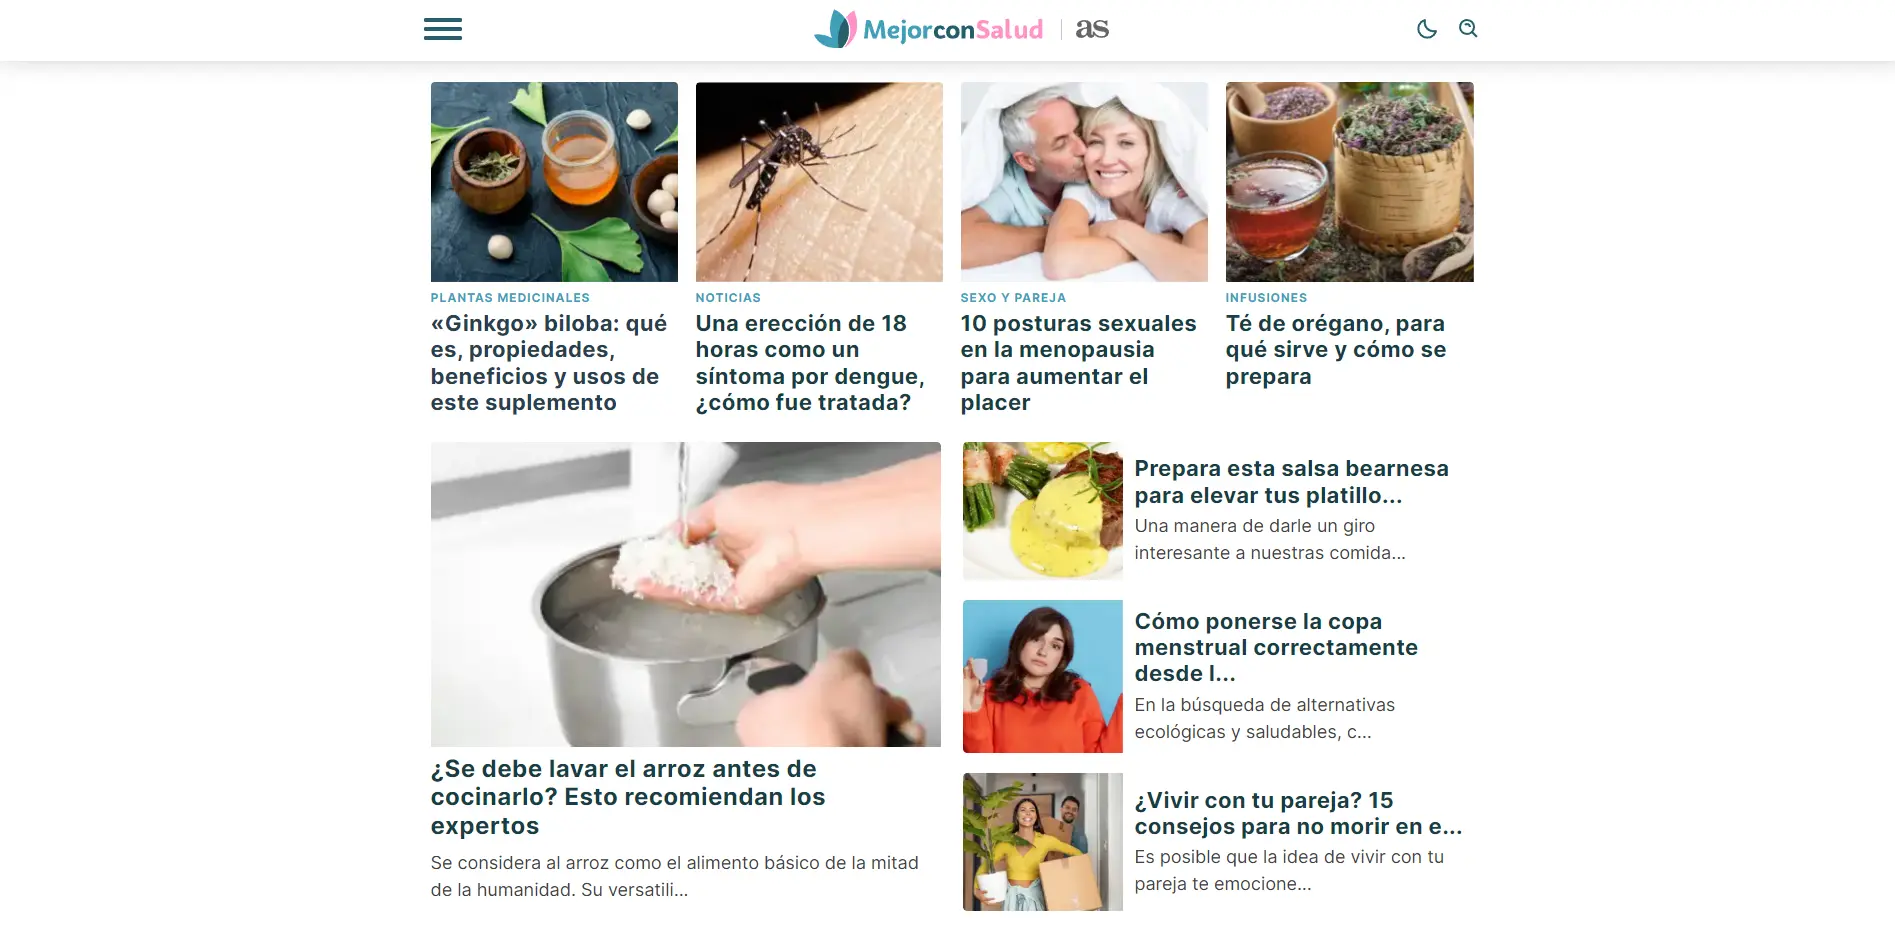 MejorconSalud
as
PLANTAS MEDICINALES
«Ginkgo» biloba: qué
es, propiedades,
beneficios y usos de
este suplemento
NOTICIAS
Una erección de 18
horas como un
síntoma por dengue,
¿cómo fue tratada?
SEXO Y PAREJA
10 posturas sexuales
en la menopausia
para aumentar el
placer
INFUSIONES
Té de orégano, para
qué sirve y cómo se
prepara
¿Se debe lavar el arroz antes de
cocinarlo? Esto recomiendan los
expertos
Se considera al arroz como el alimento básico de la mitad
de la humanidad. Su versatili...
Prepara esta salsa bearnesa
para elevar tus platillo...
Una manera de darle un giro
interesante a nuestras comida...
Cómo ponerse la copa
menstrual correctamente
desde l...
En la búsqueda de alternativas
ecológicas y saludables, c...
¿Vivir con tu pareja? 15
consejos para no morir en e...
Es posible que la idea de vivir con tu
pareja te emocione...